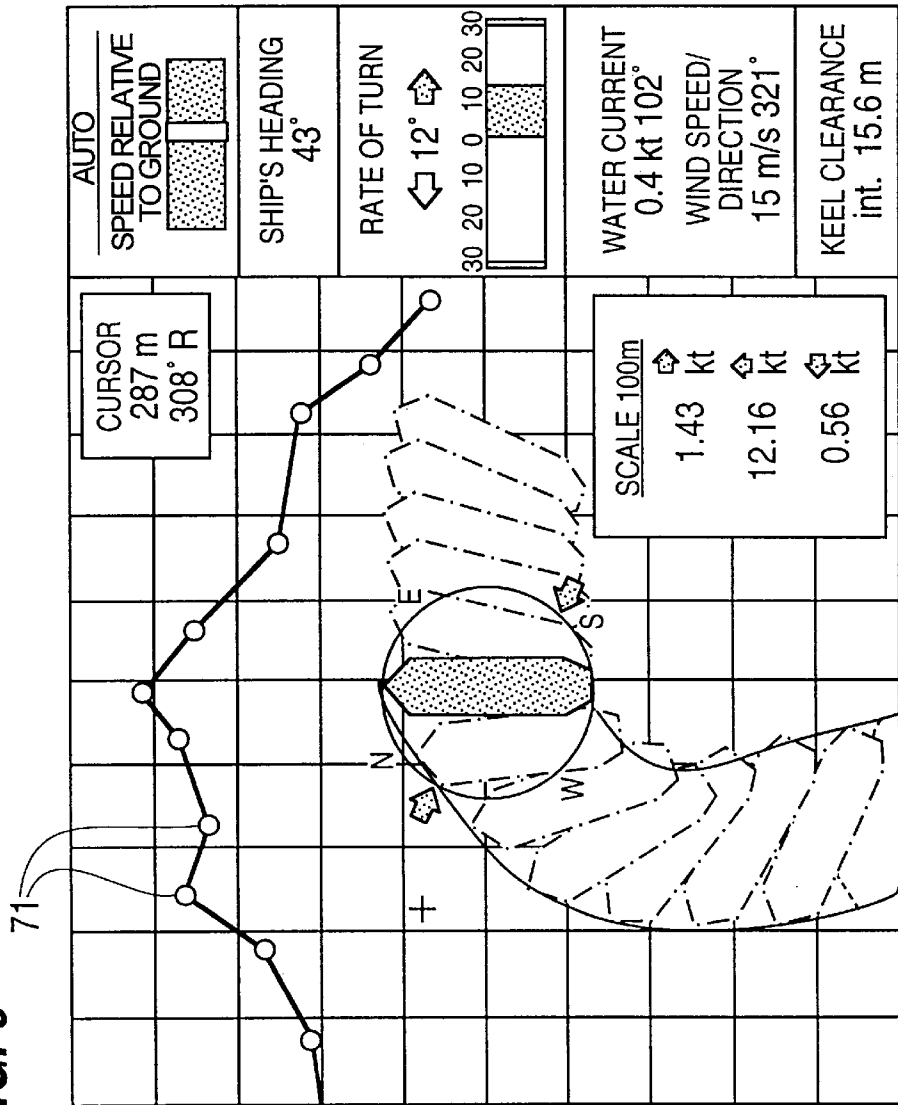 71
CURSOR
287 m
308° R
N
E
W
S
SCALE 100m
1.43 kt
12.16 kt
0.56 kt
AUTO
SPEED RELATIVE
TO GROUND
SHIP'S HEADING
43°
RATE OF TURN
12°
30 20 10 0 10 20 30
WATER CURRENT
0.4 kt 102°
WIND SPEED/
DIRECTION
15 m/s 321°
KEEL CLEARANCE
int. 15.6 m